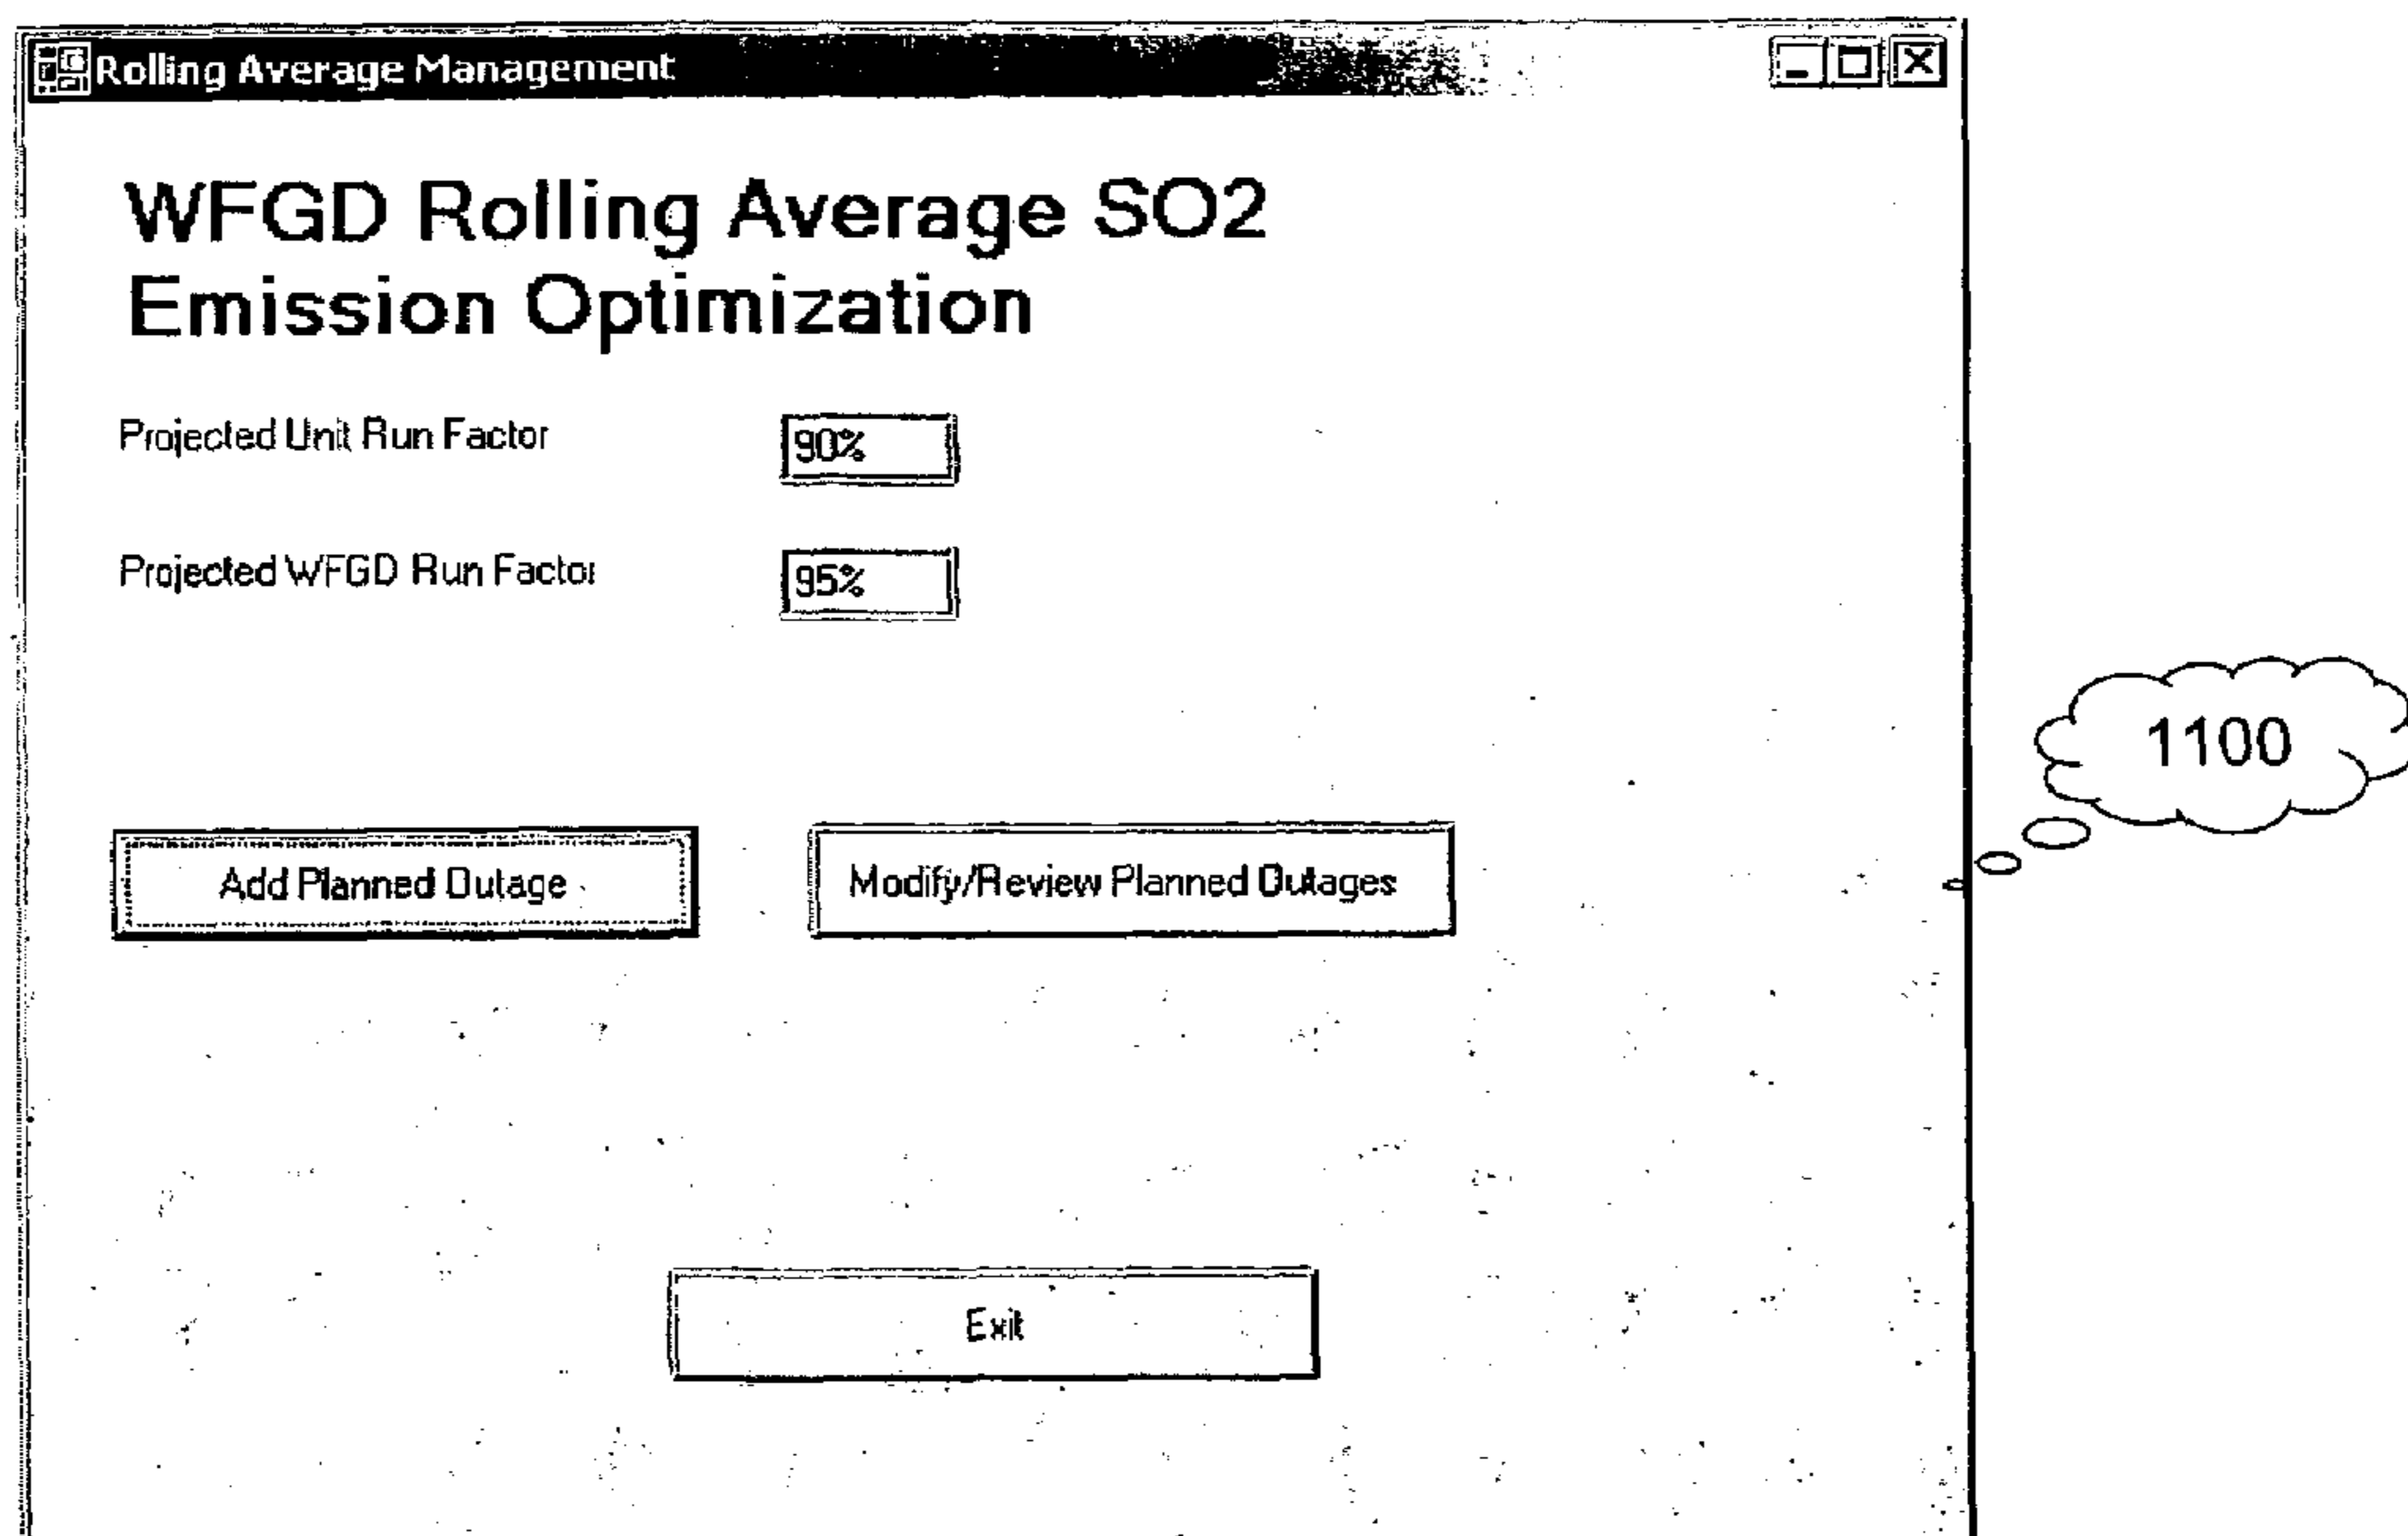 Rolling Average Management
WFGD Rolling Average SO2
Emission Optimization
Projected Unit Run Factor
90%
Projected WFGD Run Factor
95%
1100
Add Planned Outage
Modify/Review Planned Outages
Exit